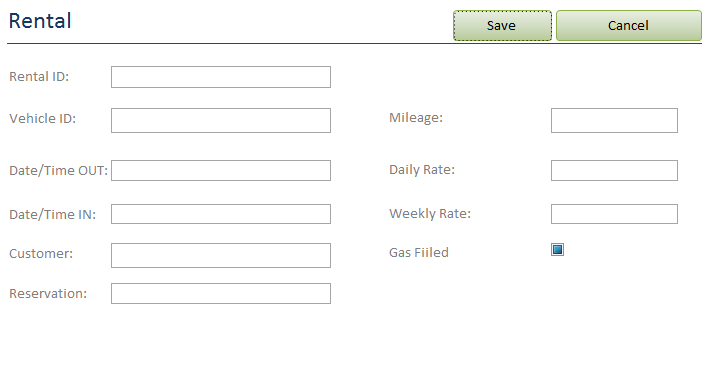 Rental
Save
Cancel
Rental ID:
Vehicle ID:
Mileage:
Date/Time OUT:
Daily Rate:
Date/Time IN:
Weekly Rate:
Customer:
Gas Fiiled
Reservation: